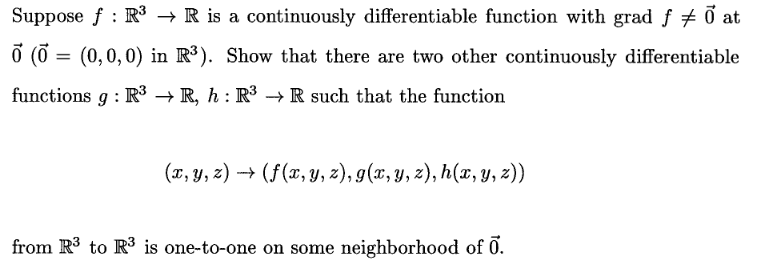 Suppose f : ℝ³ → ℝ is a continuously differentiable function with grad f ≠ 0⃗ at
0⃗ (0⃗ = (0, 0, 0) in ℝ³). Show that there are two other continuously differentiable
functions g : ℝ³ → ℝ, h : ℝ³ → ℝ such that the function
(x, y, z) → (f(x, y, z), g(x, y, z), h(x, y, z))
from ℝ³ to ℝ³ is one-to-one on some neighborhood of 0⃗.